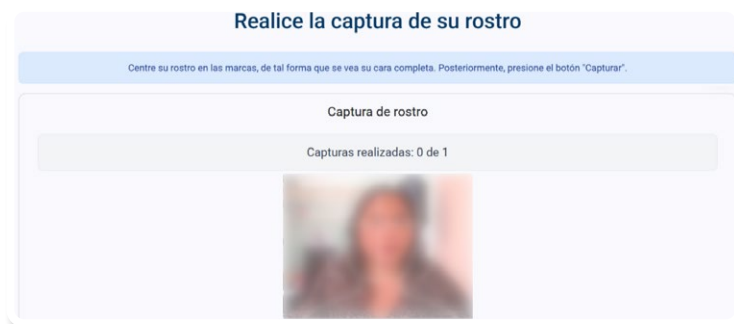 Realice la captura de su rostro
Centre su rostro en las marcas, de tal forma que se vea su cara completa. Posteriormente, presione el botón "Capturar".
Captura de rostro
Capturas realizadas: 0 de 1